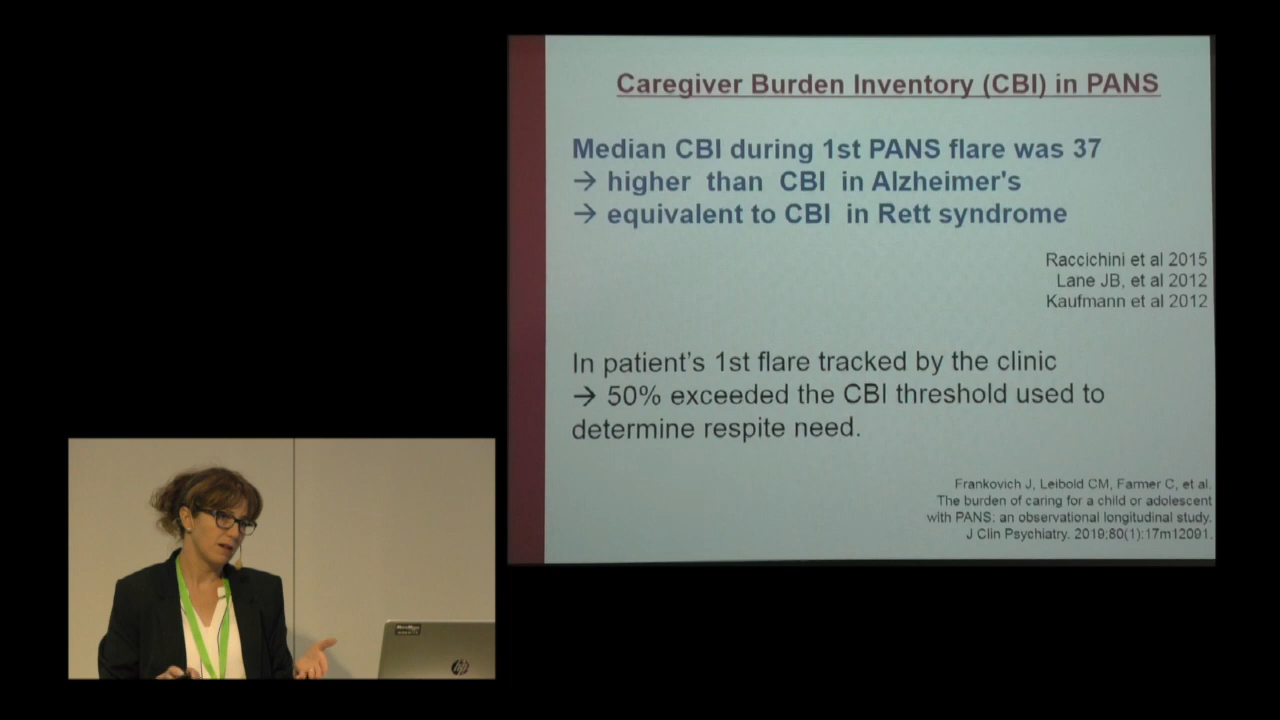 Caregiver Burden Inventory (CBI) in PANS
Median CBI during 1st PANS flare was 37
→ higher than CBI in Alzheimer's
→ equivalent to CBI in Rett syndrome
Raccichini et al 2015
Lane JB, et al 2012
Kaufmann et al 2012
In patient’s 1st flare tracked by the clinic
→ 50% exceeded the CBI threshold used to
determine respite need.
Frankovich J, Leibold CM, Farmer C, et al.
The burden of caring for a child or adolescent
with PANS: an observational longitudinal study.
J Clin Psychiatry. 2019;80(1):17m12091.
hp